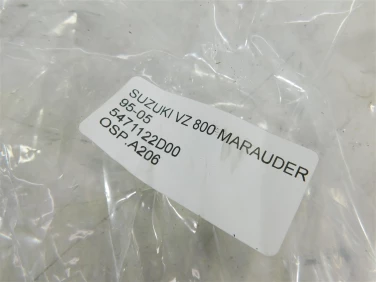 SUZUKI VZ 800 MARAUDER
95-05
5471122D00
OSP. A206